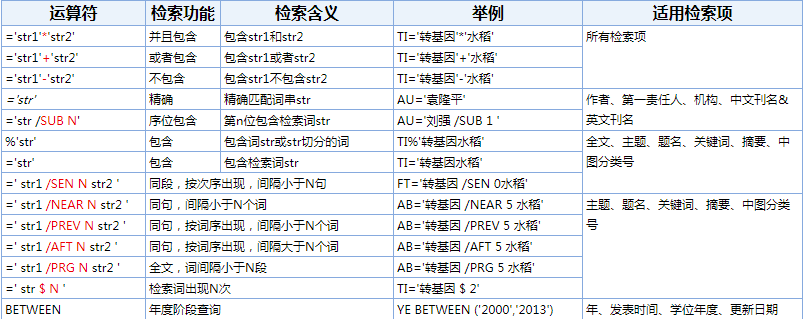 运算符 检索功能 检索含义 举例 适用检索项
='str1'*'str2' 并且包含 包含str1和str2 TI='转基因'*'水稻' 所有检索项
='str1'+'str2' 或者包含 包含str1或者str2 TI='转基因'+'水稻'
='str1'-'str2' 不包含 包含str1不包含str2 TI='转基因'-'水稻'
='str' 精确 精确匹配词串str AU='袁隆平' 作者、第一责任人、机构、中文刊名&
英文刊名
='str /SUB N' 序位包含 第n位包含检索词str AU='刘强 /SUB 1 '
%'str' 包含 包含词str或str切分的词 TI%'转基因水稻' 全文、主题、题名、关键词、摘要、中
图分类号
='str' 包含 包含检索词str TI='转基因水稻'
=' str1 /SEN N str2 ' 同段，按次序出现，间隔小于N句 FT='转基因 /SEN 0水稻'
=' str1 /NEAR N str2 ' 同句，间隔小于N个词 AB='转基因 /NEAR 5 水稻' 主题、题名、关键词、摘要、中图分类
号
=' str1 /PREV N str2 ' 同句，按词序出现，间隔小于N个词 AB='转基因 /PREV 5 水稻'
=' str1 /AFT N str2 ' 同句，按词序出现，间隔大于N个词 AB='转基因 /AFT 5 水稻'
=' str1 /PRG N str2 ' 全文，词间隔小于N段 AB='转基因 /PRG 5 水稻'
=' str $ N ' 检索词出现N次 TI='转基因 $ 2'
BETWEEN 年度阶段查询 YE BETWEEN ('2000','2013') 年、发表时间、学位年度、更新日期